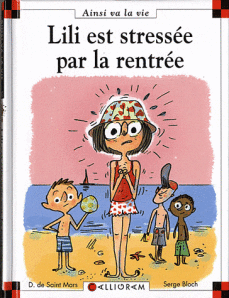 Ainsi va la vie
Lili est stressée
par la rentrée
D. de Saint Mars
CALLIGRAM
Serge Bloch